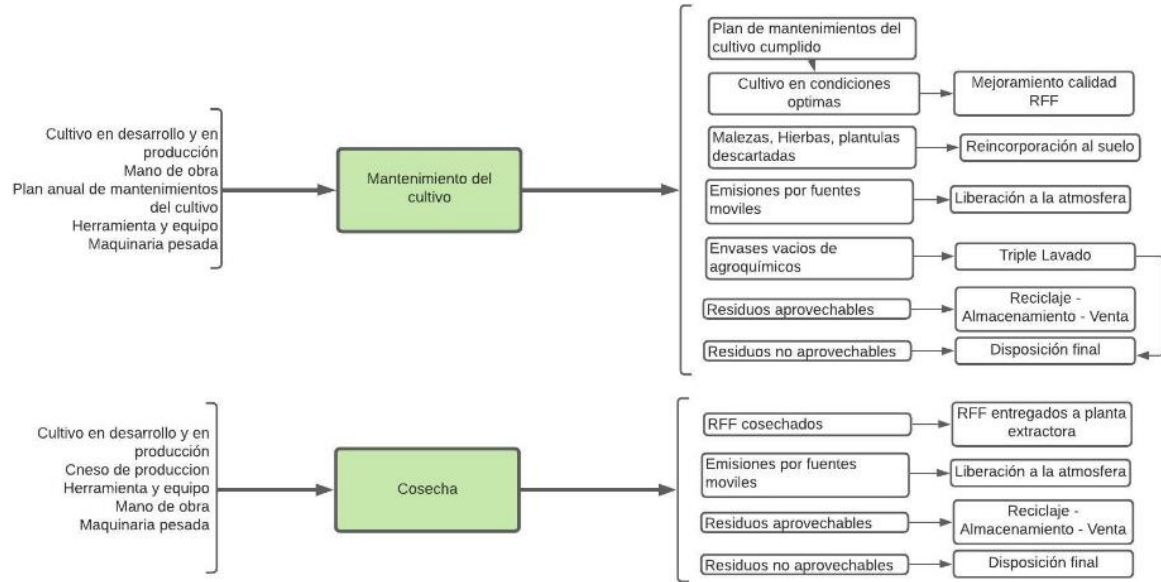 Cultivo en desarrollo y en
producción
Mano de obra
Plan anual de mantenimientos
del cultivo
Herramienta y equipo
Maquinaria pesada
Mantenimiento del
cultivo
Plan de mantenimientos del
cultivo cumplido
Cultivo en condiciones
optimas
Mejoramiento calidad
RFF
Malezas, Hierbas, plantulas
descartadas
Reincorporación al suelo
Emisiones por fuentes
moviles
Liberación a la atmosfera
Envases vacios de
agroquímicos
Triple Lavado
Residuos aprovechables
Reciclaje -
Almacenamiento - Venta
Residuos no aprovechables
Disposición final
Cultivo en desarrollo y en
producción
Cneso de produccion
Herramienta y equipo
Mano de obra
Maquinaria pesada
Cosecha
RFF cosechados
RFF entregados a planta
extractora
Emisiones por fuentes
moviles
Liberación a la atmosfera
Residuos aprovechables
Reciclaje -
Almacenamiento - Venta
Residuos no aprovechables
Disposición final